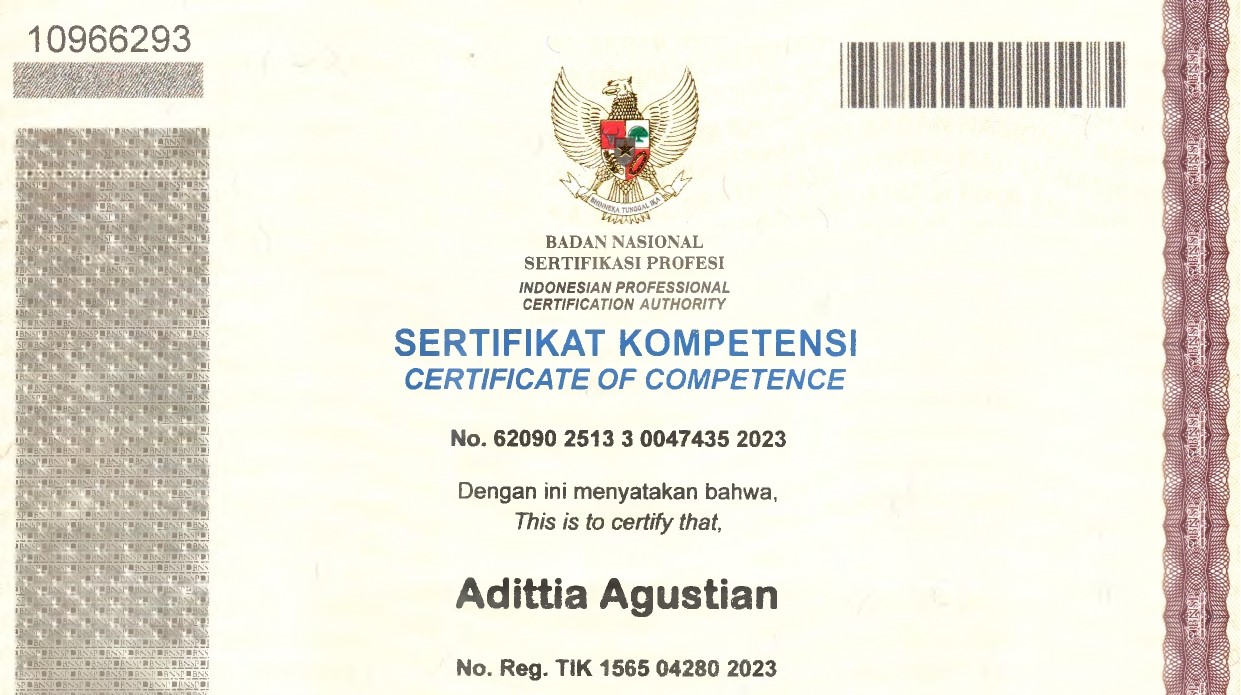 10966293
BHINNEKA TUNGGAL IKA
BADAN NASIONAL
SERTIFIKASI PROFESI
INDONESIAN PROFESSIONAL
CERTIFICATION AUTHORITY
SERTIFIKAT KOMPETENSI
CERTIFICATE OF COMPETENCE
No. 62090 2513 3 0047435 2023
Dengan ini menyatakan bahwa,
This is to certify that,
Adittia Agustian
No. Reg. TIK 1565 04280 2023